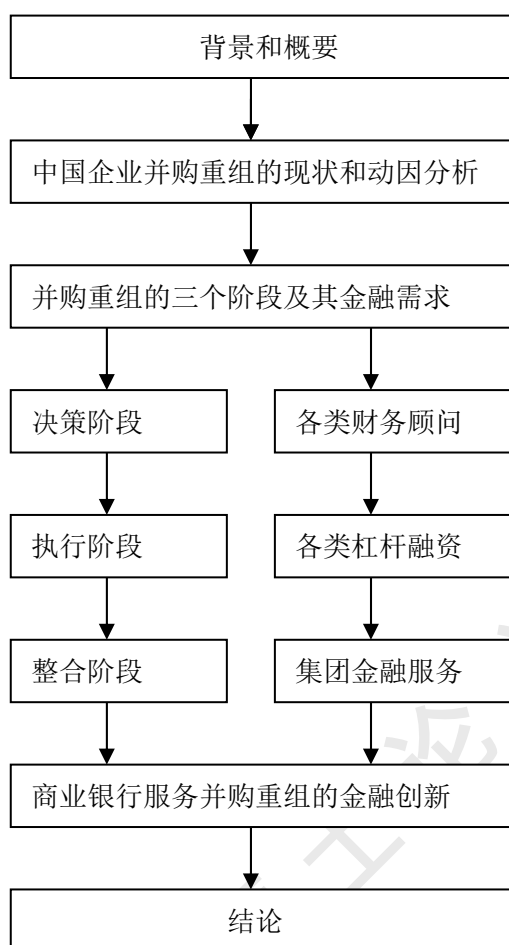 背景和概要
中国企业并购重组的现状和动因分析
并购重组的三个阶段及其金融需求
决策阶段
各类财务顾问
执行阶段
各类杠杆融资
整合阶段
集团金融服务
商业银行服务并购重组的金融创新
结论